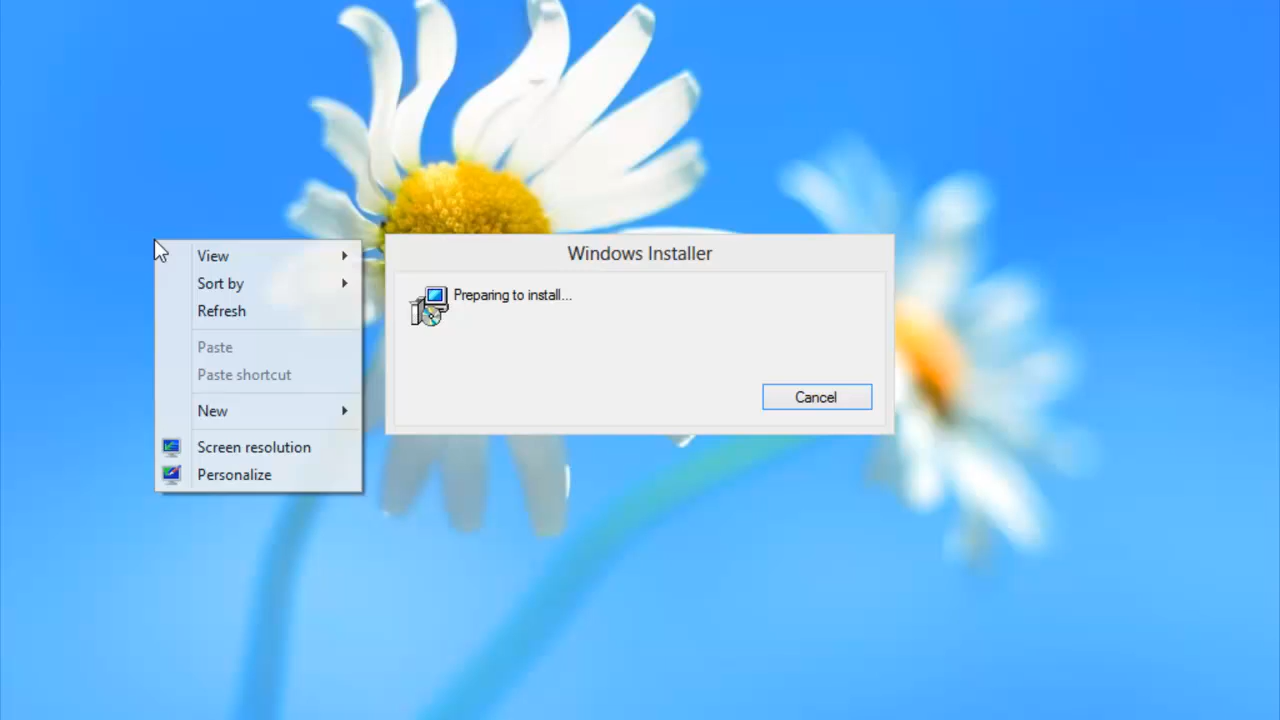 View
Sort by
Refresh
Paste
Paste shortcut
New
Screen resolution
Personalize
Windows Installer
Preparing to install...
Cancel